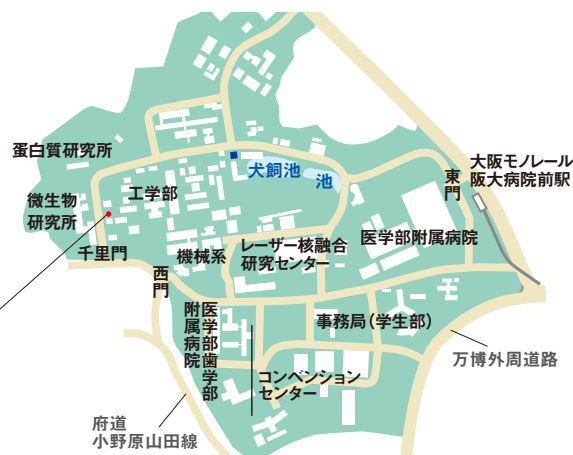 蛋白質研究所
微生物
研究所
工学部
犬飼池
池
東門
大阪モノレール
阪大病院前駅
千里門
西門
機械系
レーザー核融合
研究センター
医学部附属病院
医学部歯学部
附属病院
事務局（学生部）
コンベンション
センター
万博外周道路
府道
小野原山田線